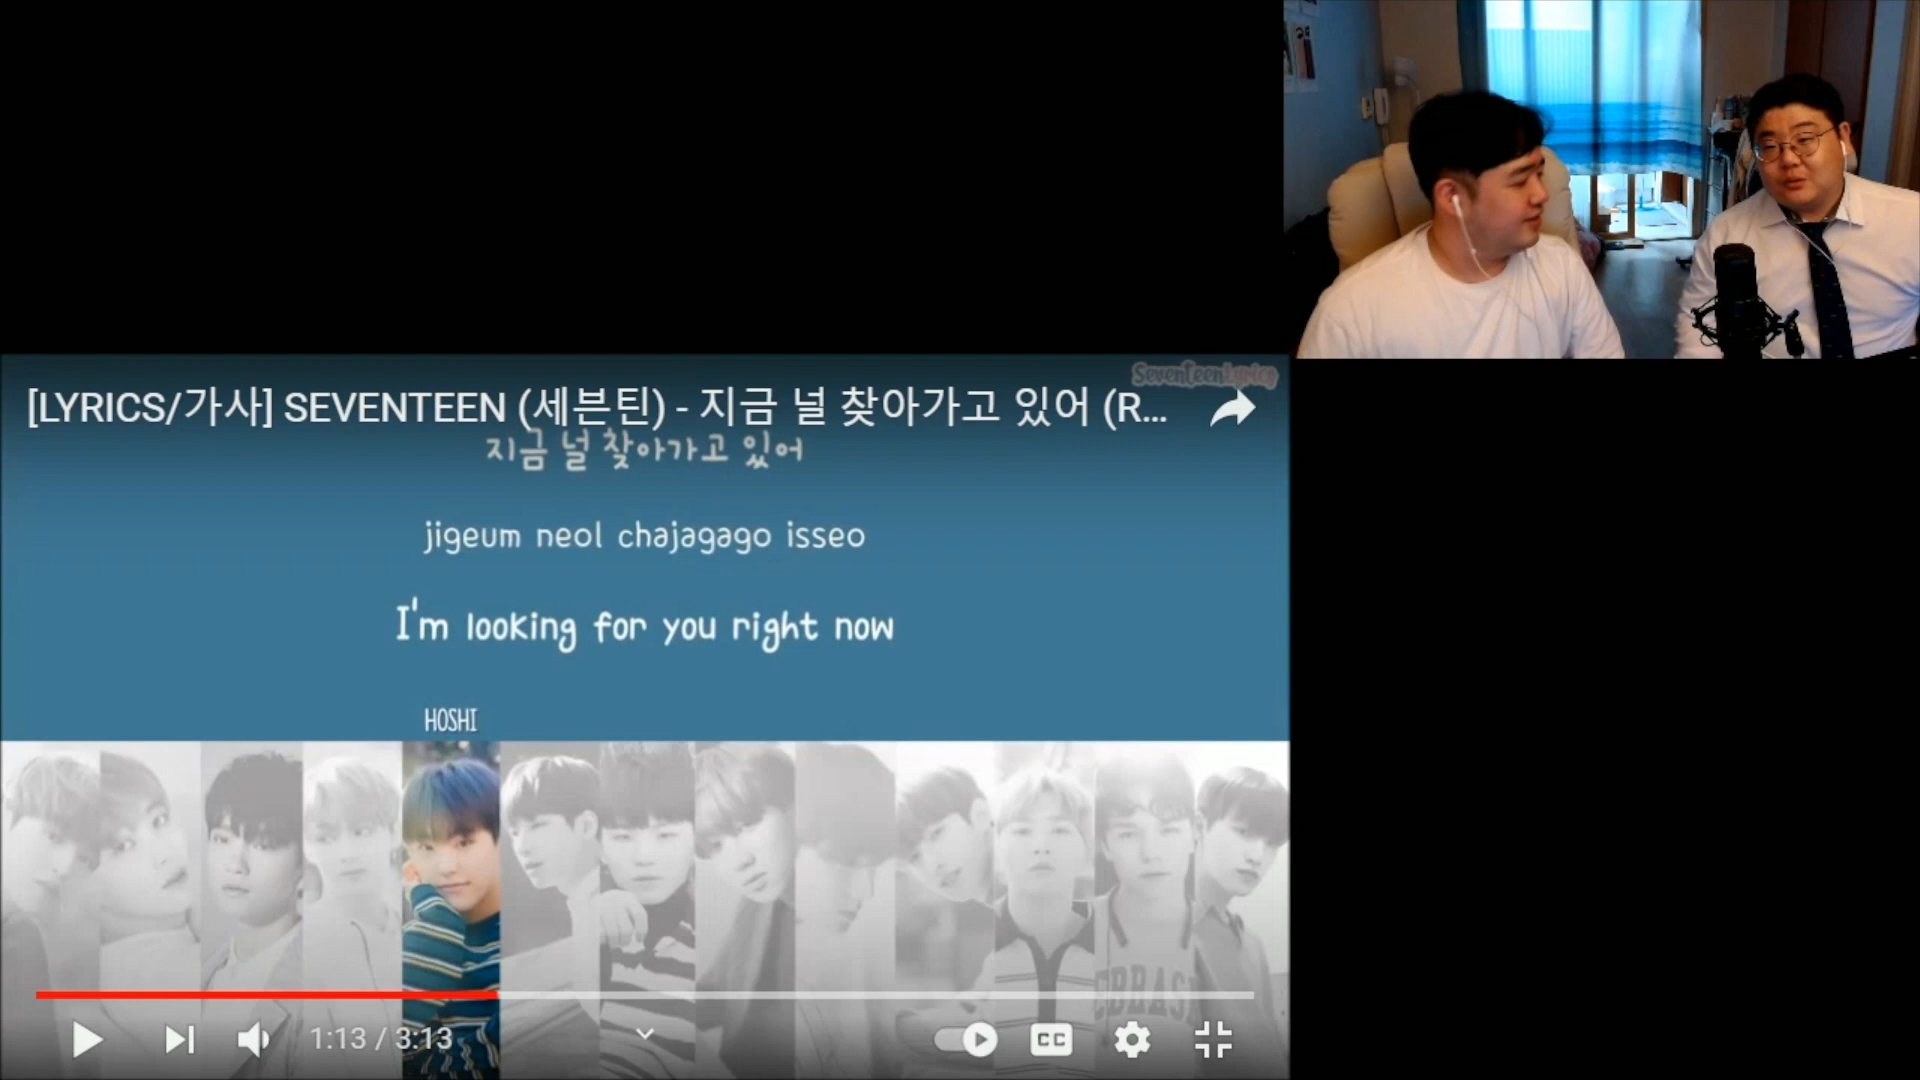 SeventeenLyrics
[LYRICS/가사] SEVENTEEN (세븐틴) - 지금 널 찾아가고 있어 (R...
지금 널 찾아가고 있어
jigeum neol chajagago isseo
I'm looking for you right now
HOSHI
1:13 / 3:13
CC